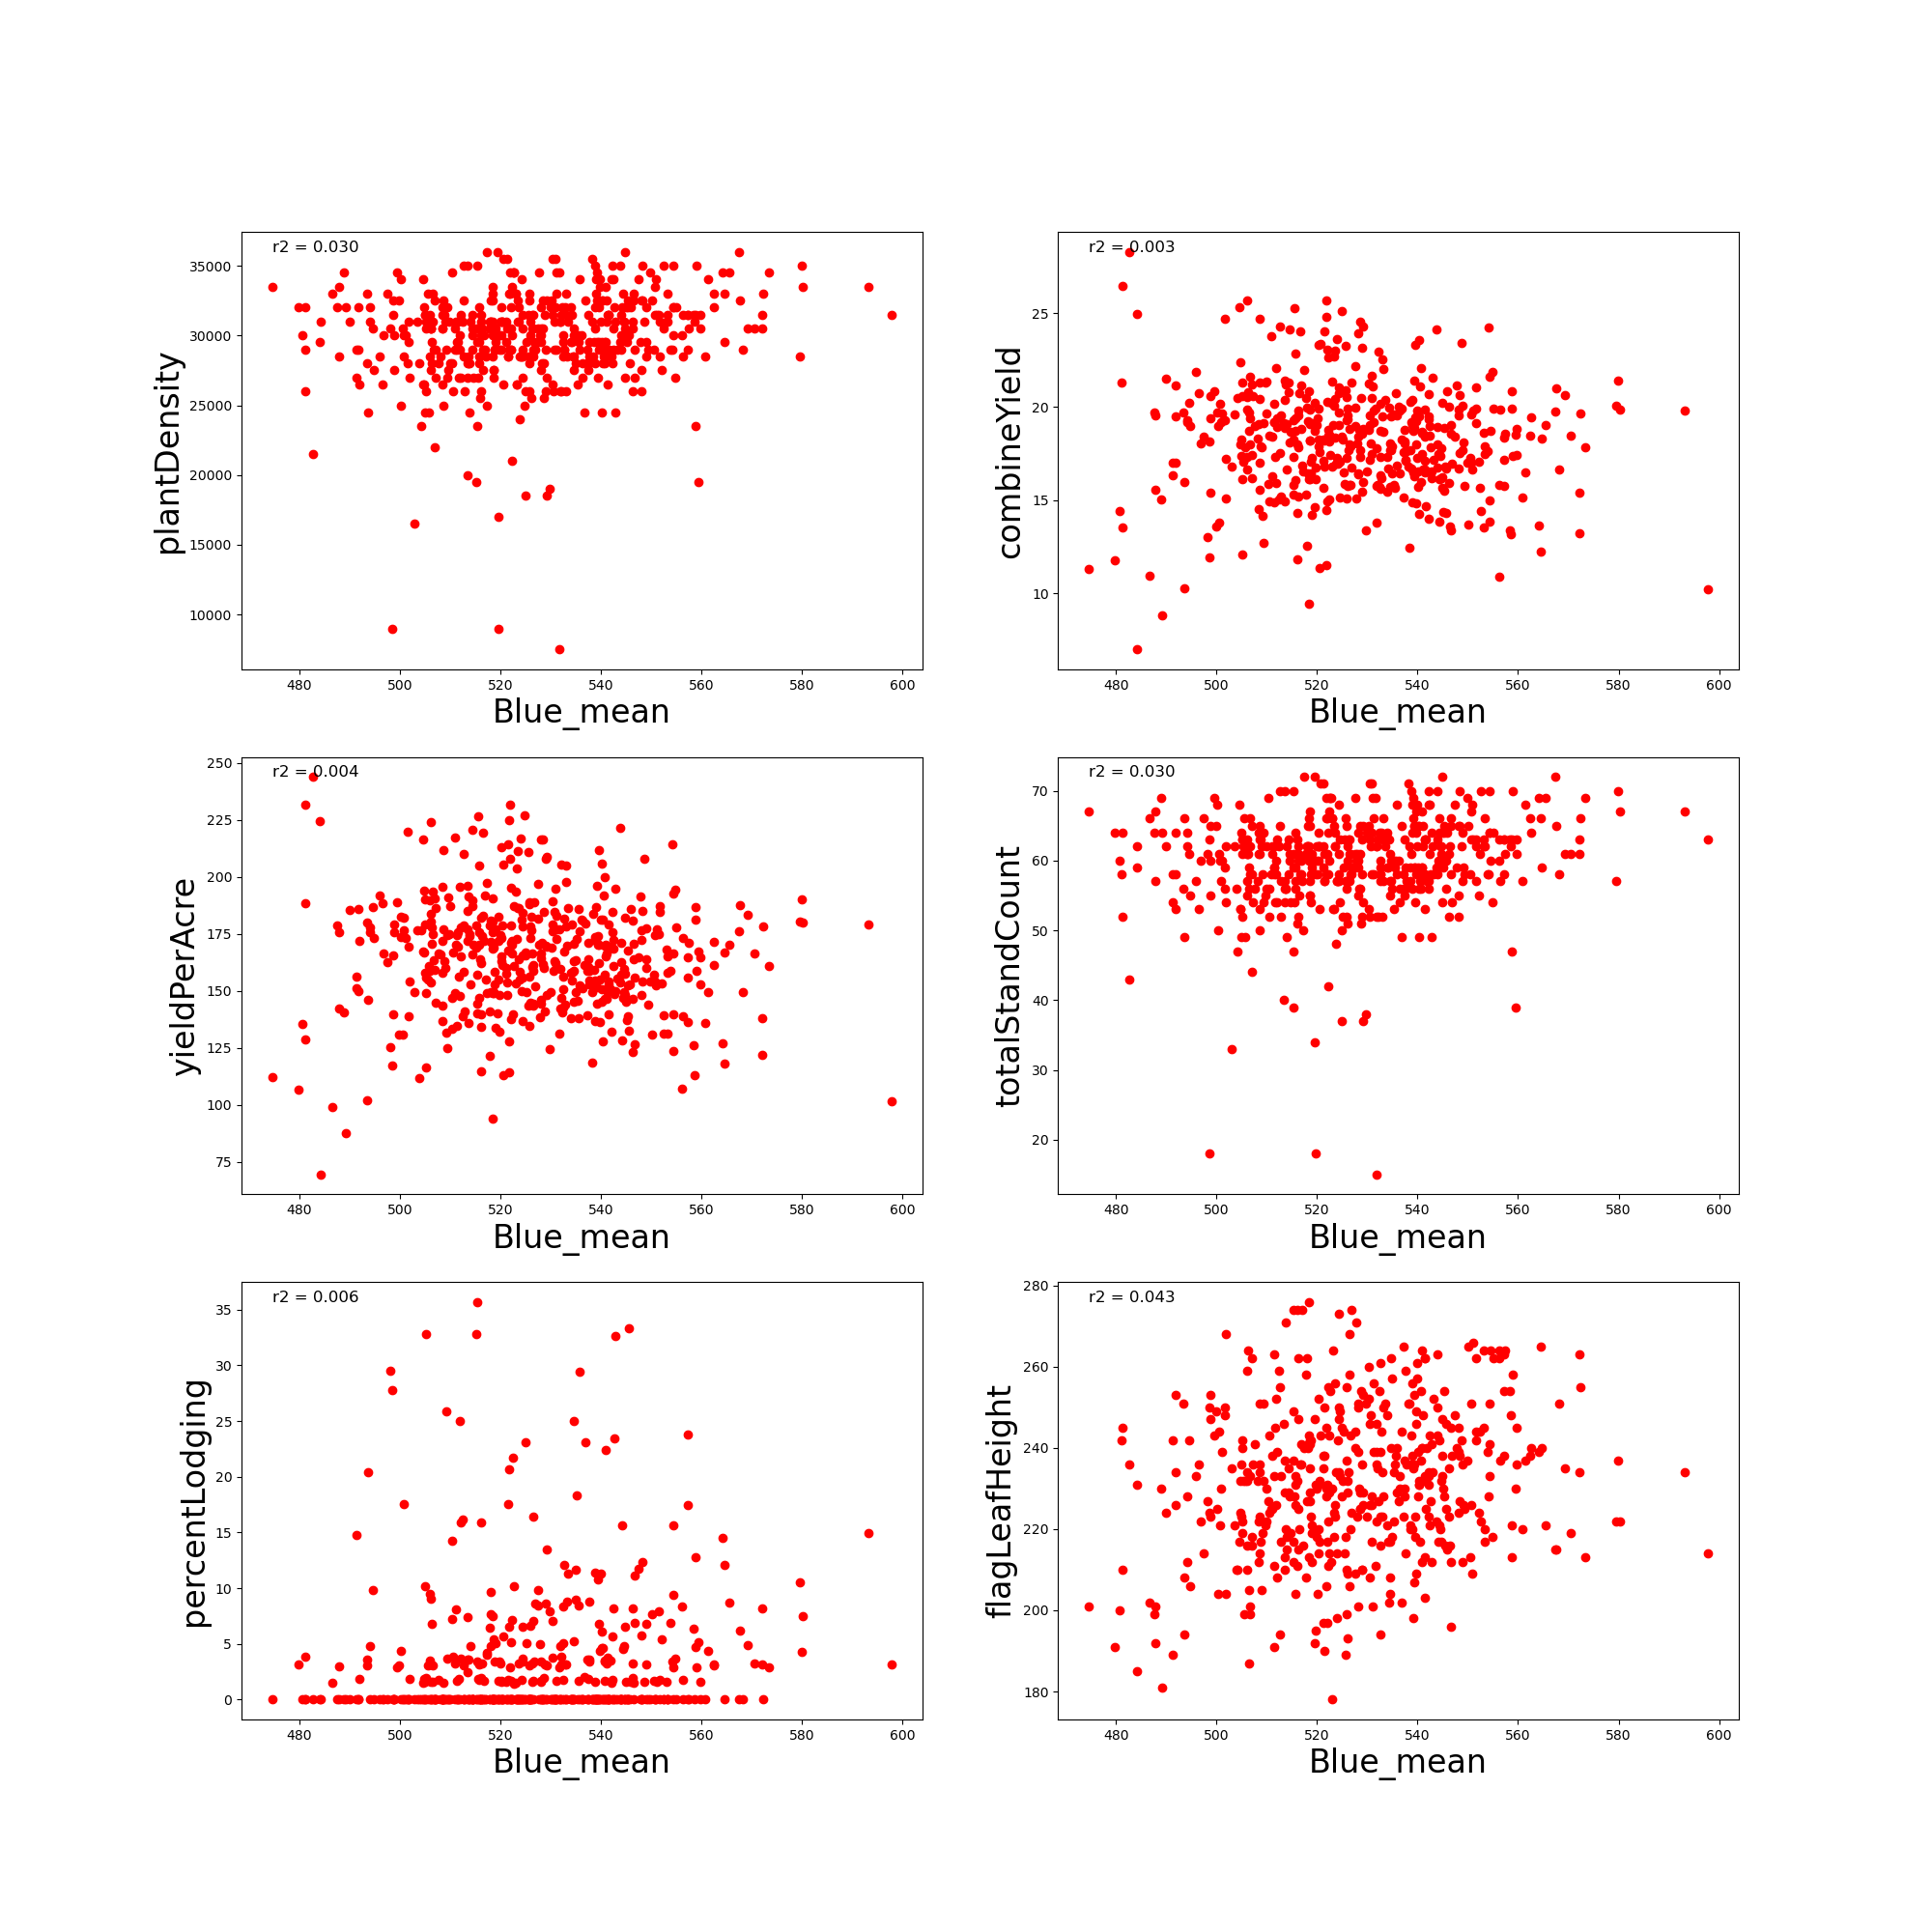 r2 = 0.030
35000
30000
25000
20000
15000
10000
plantDensity
480 500 520 540 560 580 600
Blue_mean
r2 = 0.003
25
20
15
10
combineYield
480 500 520 540 560 580 600
Blue_mean
r2 = 0.004
250
225
200
175
150
125
100
75
yieldPerAcre
480 500 520 540 560 580 600
Blue_mean
r2 = 0.030
70
60
50
40
30
20
totalStandCount
480 500 520 540 560 580 600
Blue_mean
r2 = 0.006
35
30
25
20
15
10
5
0
percentLodging
480 500 520 540 560 580 600
Blue_mean
r2 = 0.043
280
260
240
220
200
180
flagLeafHeight
480 500 520 540 560 580 600
Blue_mean